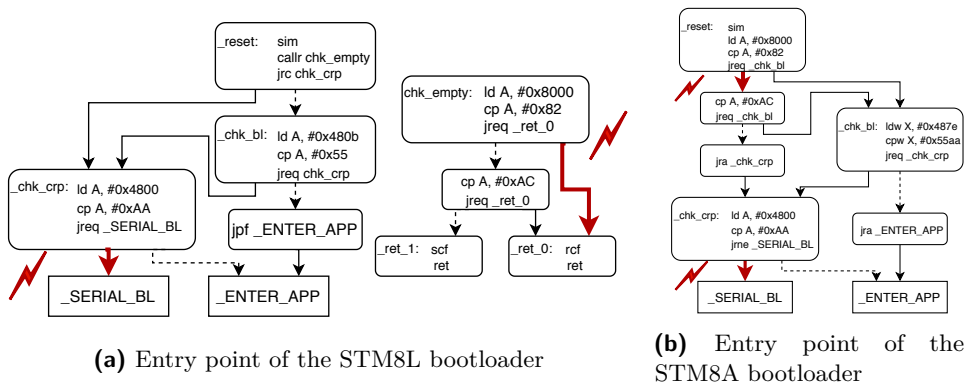 _reset: sim
callr chk_empty
jrc chk_crp
_chk_bl: ld A, #0x480b
cp A, #0x55
jreq chk_crp
_chk_crp: ld A, #0x4800
cp A, #0xAA
jreq _SERIAL_BL
jpf _ENTER_APP
_SERIAL_BL
_ENTER_APP
chk_empty: ld A, #0x8000
cp A, #0x82
jreq _ret_0
cp A, #0xAC
jreq _ret_0
_ret_1: scf
ret
_ret_0: rcf
ret
(a) Entry point of the STM8L bootloader
_reset: sim
ld A, #0x8000
cp A, #0x82
jreq _chk_bl
cp A, #0xAC
jreq _chk_bl
jra _chk_crp
_chk_bl: ldw X, #0x487e
cpw X, #0x55aa
jreq _chk_crp
_chk_crp: ld A, #0x4800
cp A, #0xAA
jrne _SERIAL_BL
jra _ENTER_APP
_SERIAL_BL
_ENTER_APP
(b) Entry point of the
STM8A bootloader